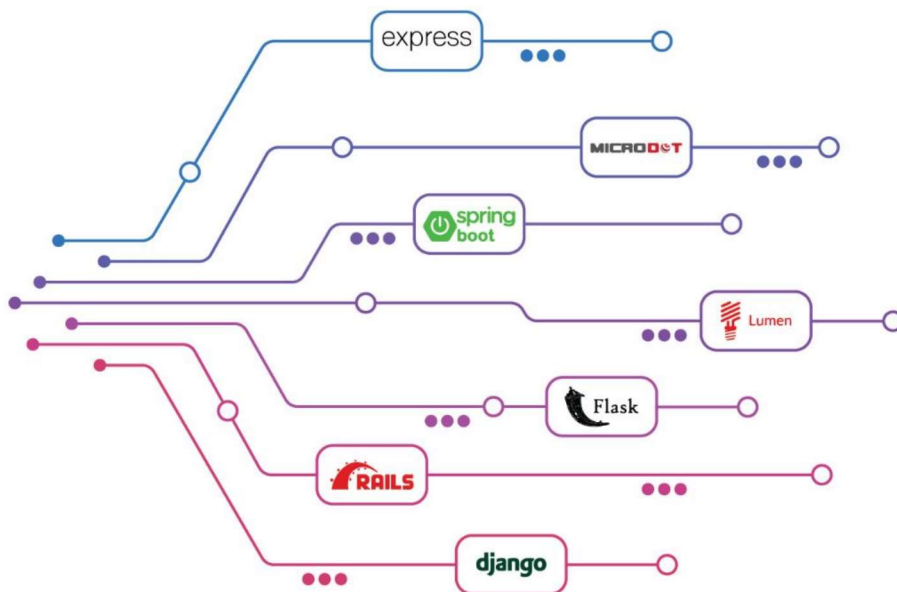 express
MICRODOT
spring
boot
Lumen
Flask
RAILS
django